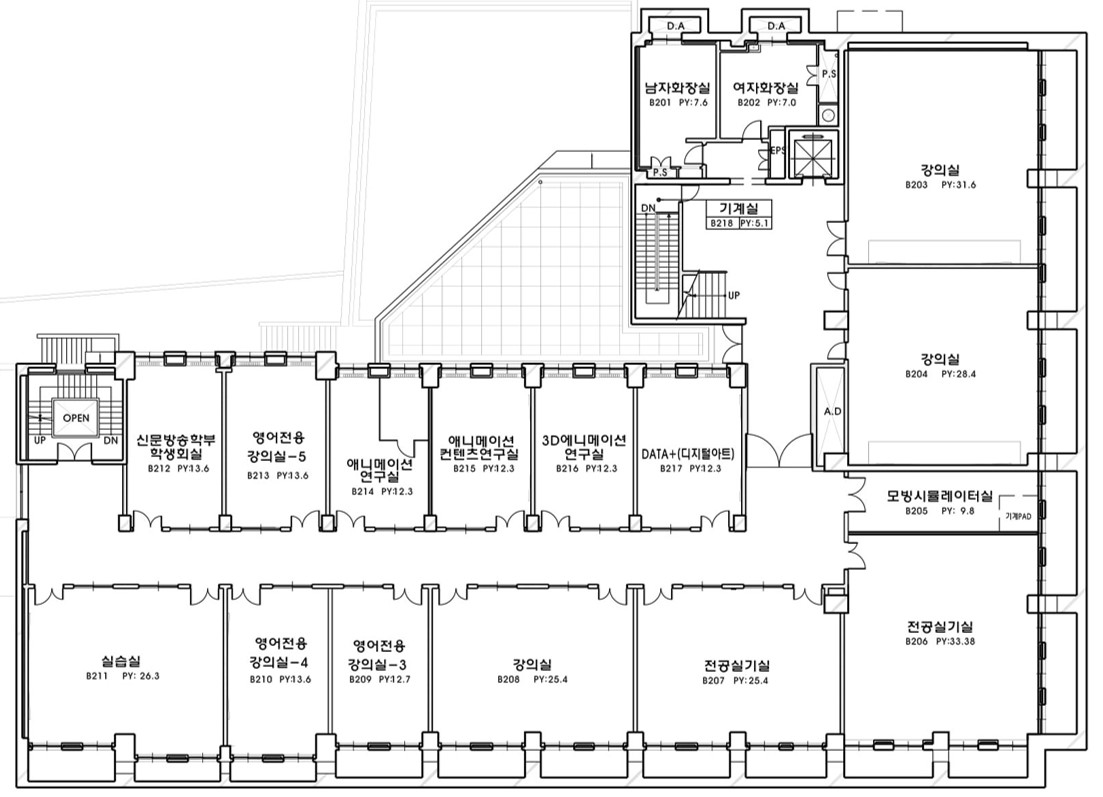 D.A
D.A
남자화장실
B201 PY:7.6
여자화장실
B202 PY:7.0
P.S
EPS
P.S
강의실
B203 PY:31.6
DN
기계실
B218 PY:5.1
UP
강의실
B204 PY:28.4
A.D
OPEN
UP
DN
신문방송학부
학생회실
B212 PY:13.6
영어전용
강의실-5
B213 PY:13.6
애니메이션
연구실
B214 PY:12.3
애니메이션
컨텐츠연구실
B215 PY:12.3
3D에니메이션
연구실
B216 PY:12.3
DATA+(디지털아트)
B217 PY:12.3
모빙시뮬레이터실
B205 PY: 9.8
기계PAD
전공실기실
B206 PY:33.38
실습실
B211 PY: 26.3
영어전용
강의실-4
B210 PY:13.6
영어전용
강의실-3
B209 PY:12.7
강의실
B208 PY:25.4
전공실기실
B207 PY:25.4